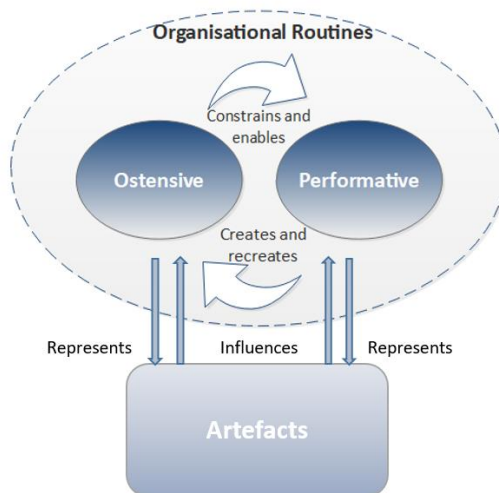 Organisational Routines
Constrains and
enables
Ostensive
Performative
Creates and
recreates
Represents
Influences
Represents
Artefacts